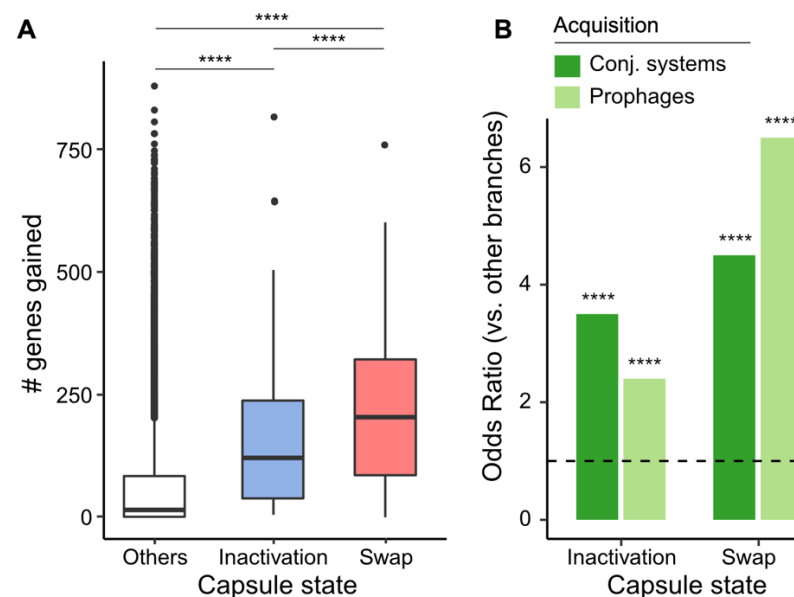 A
****
****
****
# genes gained
750
500
250
0
Others
Inactivation
Swap
Capsule state
B
Acquisition
Conj. systems
Prophages
Odds Ratio (vs. other branches)
6
4
2
0
****
****
****
****
Inactivation
Swap
Capsule state